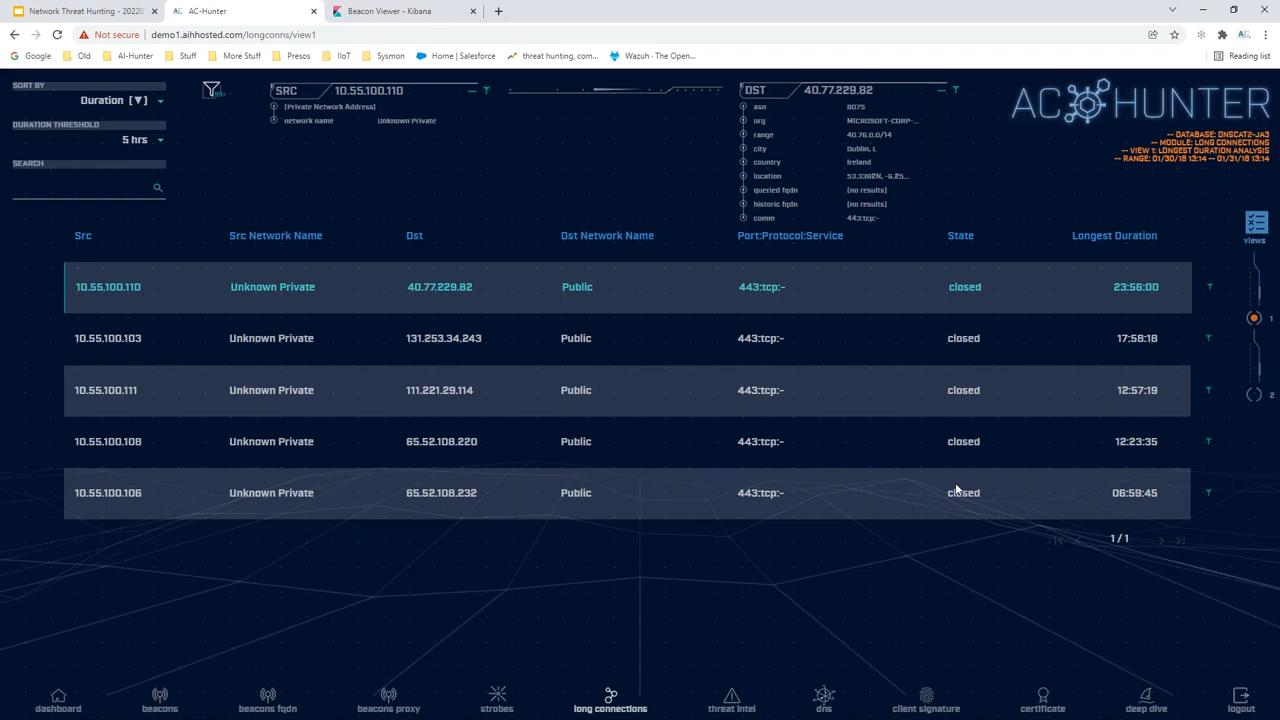 Network Threat Hunting - 20220
AC-Hunter
Beacon Viewer - Kibana
Not secure
demo1.aihhosted.com/longconns/view1
Google
Old
AI-Hunter
Stuff
More Stuff
Presos
IIoT
Sysmon
Home | Salesforce
threat hunting, com...
Wazuh · The Open...
Reading list
SORT BY
Duration [▼]
DURATION THRESHOLD
5 hrs
SEARCH
99+
SRC 10.55.100.110
[Private Network Address]
network name Unknown Private
DST 40.77.229.82
asn 8075
org MICROSOFT-CORP-...
range 40.76.0.0/14
city Dublin, L
country Ireland
location 53.3382N, -6.25...
queried fqdn [no results]
historic fqdn [no results]
comm 443:tcp:-
AC HUNTER
-- DATABASE: DNSCAT2-JA3
-- MODULE: LONG CONNECTIONS
-- VIEW 1: LONGEST DURATION ANALYSIS
-- RANGE: 01/30/18 13:14 -- 01/31/18 13:14
views
1
2
Src Src Network Name Dst Dst Network Name Port:Protocol:Service State Longest Duration
10.55.100.110 Unknown Private 40.77.229.82 Public 443:tcp:- closed 23:56:00
10.55.100.103 Unknown Private 131.253.34.243 Public 443:tcp:- closed 17:58:18
10.55.100.111 Unknown Private 111.221.29.114 Public 443:tcp:- closed 12:57:19
10.55.100.108 Unknown Private 65.52.108.220 Public 443:tcp:- closed 12:23:35
10.55.100.106 Unknown Private 65.52.108.232 Public 443:tcp:- closed 06:59:45
1 / 1
dashboard
beacons
beacons fqdn
beacons proxy
strobes
long connections
threat intel
dns
client signature
certificate
deep dive
logout